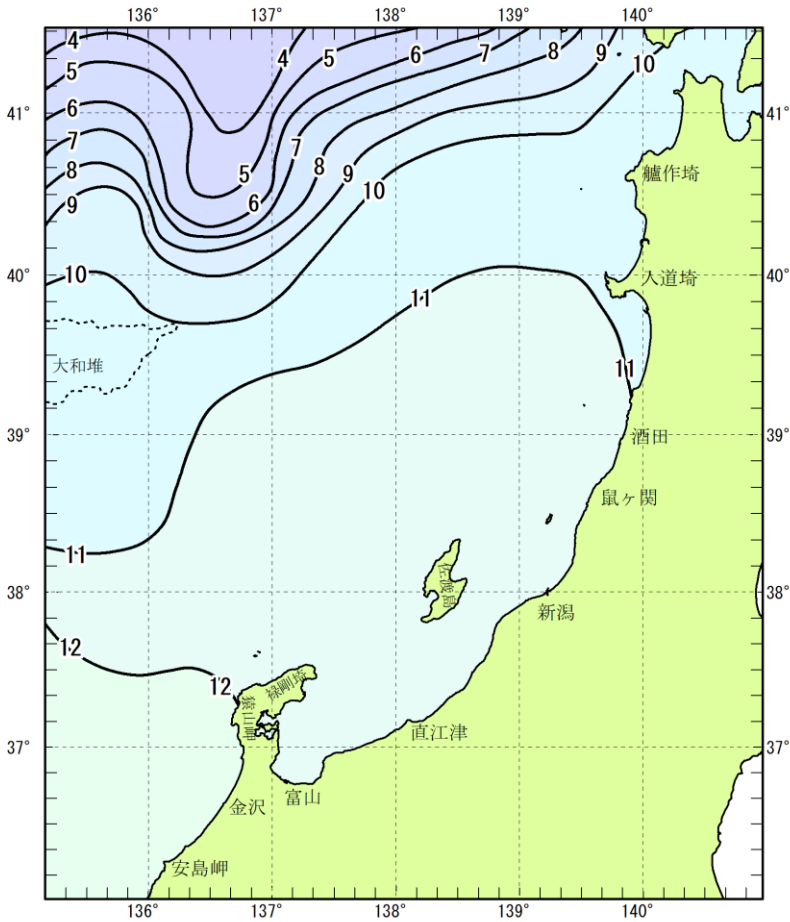 136° 137° 138° 139° 140°
4 4 5 6 7 8 9 10
5
41° 41°
6
7 7
8 8 9
5 10
9 6
艫作埼
40° 10 入道埼 40°
11
大和堆
11
39° 酒田 39°
鼠ヶ関
11
38° 佐渡島 38°
新潟
12
12 禄剛埼
猿山岬
37° 直江津 37°
金沢 富山
安島岬
136° 137° 138° 139° 140°